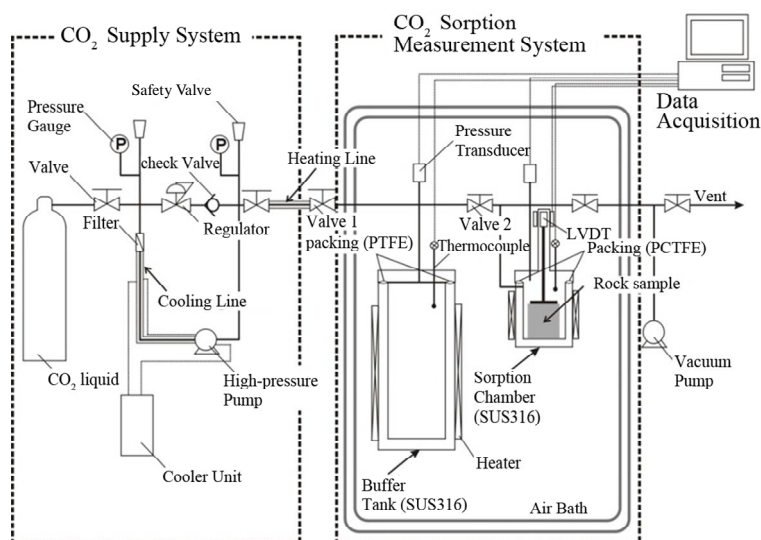 CO2 Supply System
CO2 Sorption
Measurement System
Data
Acquisition
Safety Valve
Pressure
Gauge
P
P
Pressure
Transducer
Valve
check Valve
Heating Line
Vent
Filter
Regulator
Valve 1
packing (PTFE)
Valve 2
LVDT
Thermocouple
Packing (PCTFE)
Rock sample
Cooling Line
CO2 liquid
High-pressure
Pump
Sorption
Chamber
(SUS316)
Vacuum
Pump
Cooler Unit
Heater
Buffer
Tank (SUS316)
Air Bath